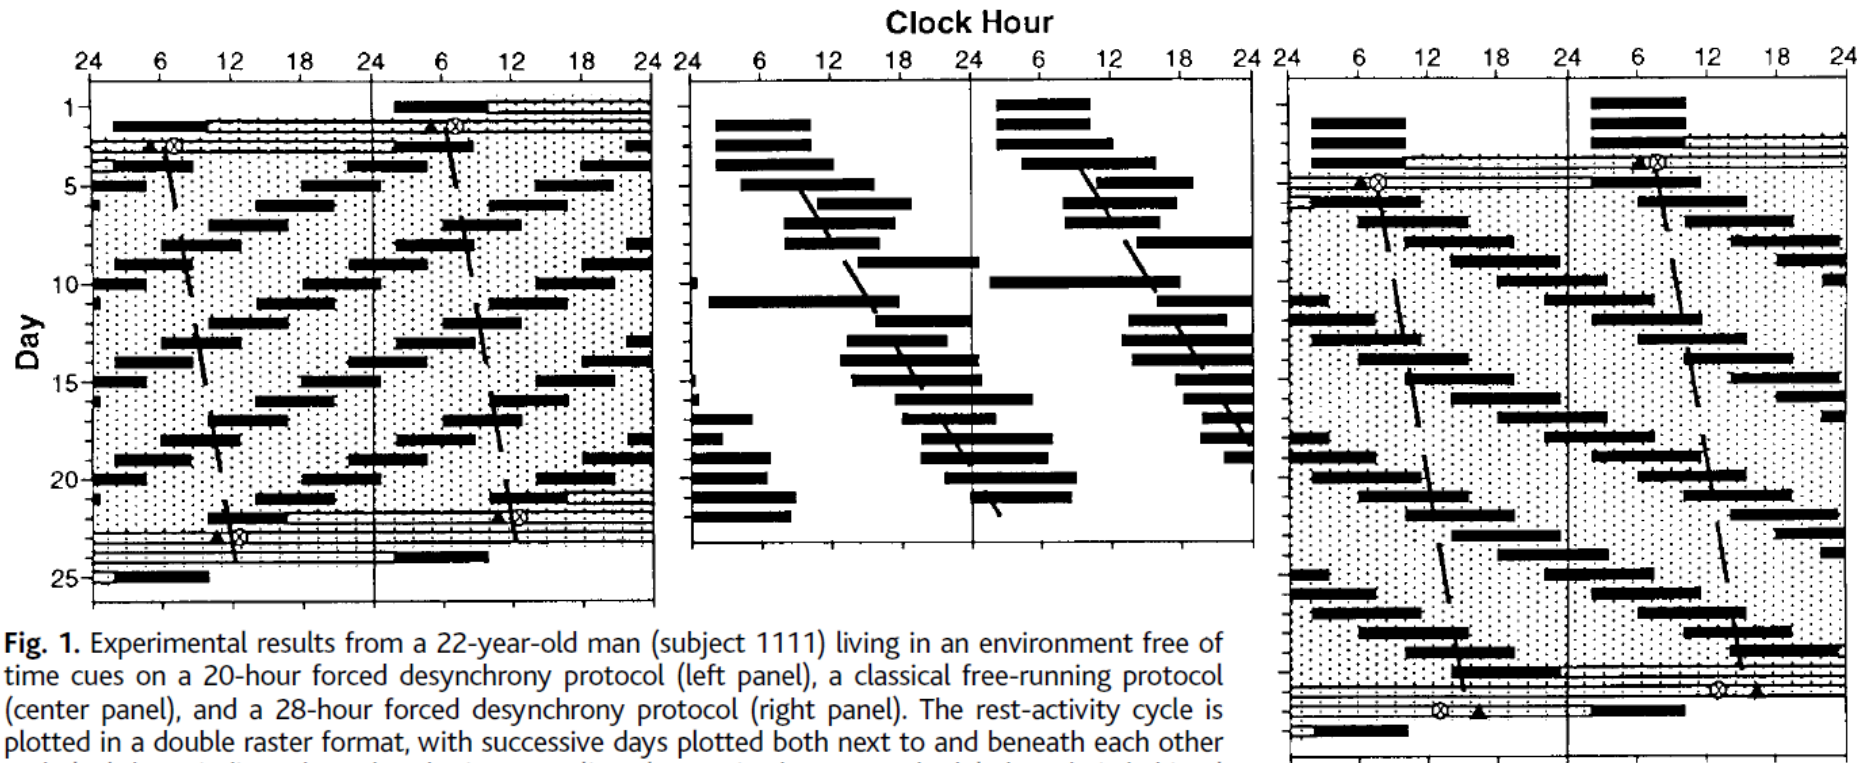 Clock Hour
24 6 12 18 24 6 12 18 24
24 6 12 18 24 6 12 18 24
24 6 12 18 24 6 12 18 24
Day
1
5
10
15
20
25
Fig. 1. Experimental results from a 22-year-old man (subject 1111) living in an environment free of
time cues on a 20-hour forced desynchrony protocol (left panel), a classical free-running protocol
(center panel), and a 28-hour forced desynchrony protocol (right panel). The rest-activity cycle is
plotted in a double raster format, with successive days plotted both next to and beneath each other